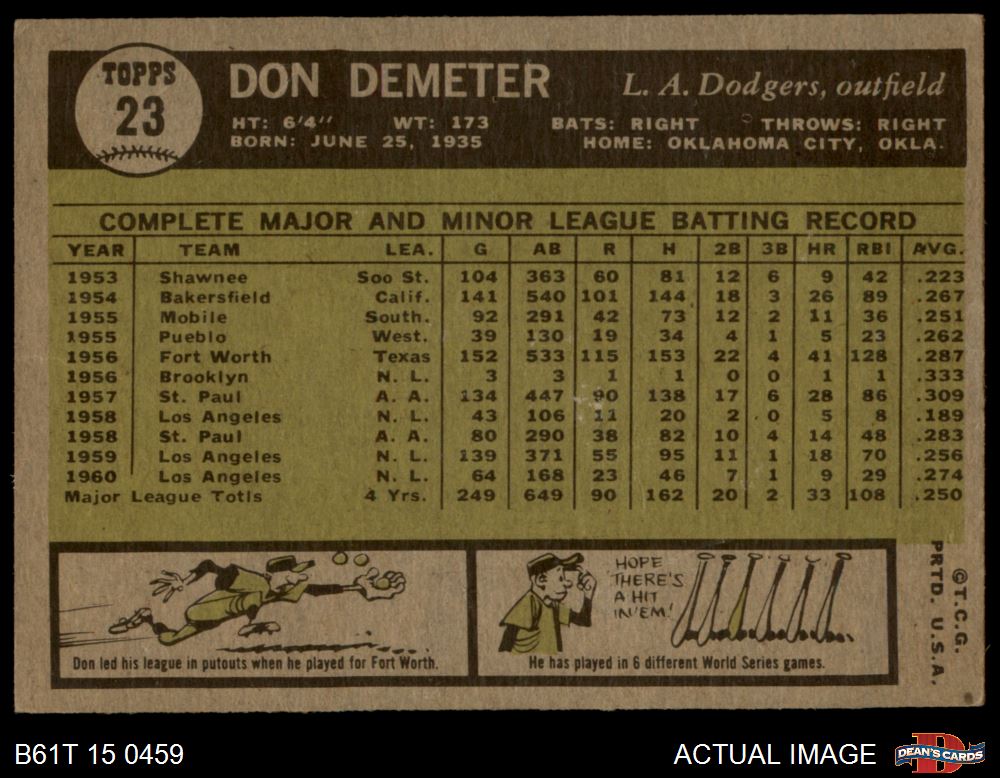 TOPPS
23
DON DEMETER
L. A. Dodgers, outfield
HT: 6'4" WT: 173 BATS: RIGHT THROWS: RIGHT
BORN: JUNE 25, 1935 HOME: OKLAHOMA CITY, OKLA.
COMPLETE MAJOR AND MINOR LEAGUE BATTING RECORD
YEAR TEAM LEA. G AB R H 2B 3B HR RBI AVG.
1953 Shawnee Soo St. 104 363 60 81 12 6 9 42 .223
1954 Bakersfield Calif. 141 540 101 144 18 3 26 89 .267
1955 Mobile South. 92 291 42 73 12 2 11 36 .251
1955 Pueblo West. 39 130 19 34 4 1 5 23 .262
1956 Fort Worth Texas 152 533 115 153 22 4 41 128 .287
1956 Brooklyn N. L. 3 3 1 1 0 0 1 1 .333
1957 St. Paul A. A. 134 447 90 138 17 6 28 86 .309
1958 Los Angeles N. L. 43 106 11 20 2 0 5 8 .189
1958 St. Paul A. A. 80 290 38 82 10 4 14 48 .283
1959 Los Angeles N. L. 139 371 55 95 11 1 18 70 .256
1960 Los Angeles N. L. 64 168 23 46 7 1 9 29 .274
Major League Totls 4 Yrs. 249 649 90 162 20 2 33 108 .250
Don led his league in putouts when he played for Fort Worth.
HOPE
THERE'S
A HIT
IN 'EM!
He has played in 6 different World Series games.
©T.C.G.
PRTD. U.S.A.
B61T 15 0459
ACTUAL IMAGE
D
DEAN'S CARDS